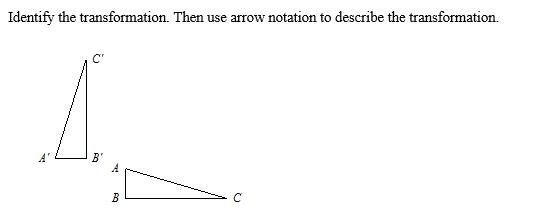 Identify the transformation. Then use arrow notation to describe the transformation.
C'
A' B'
A
B C